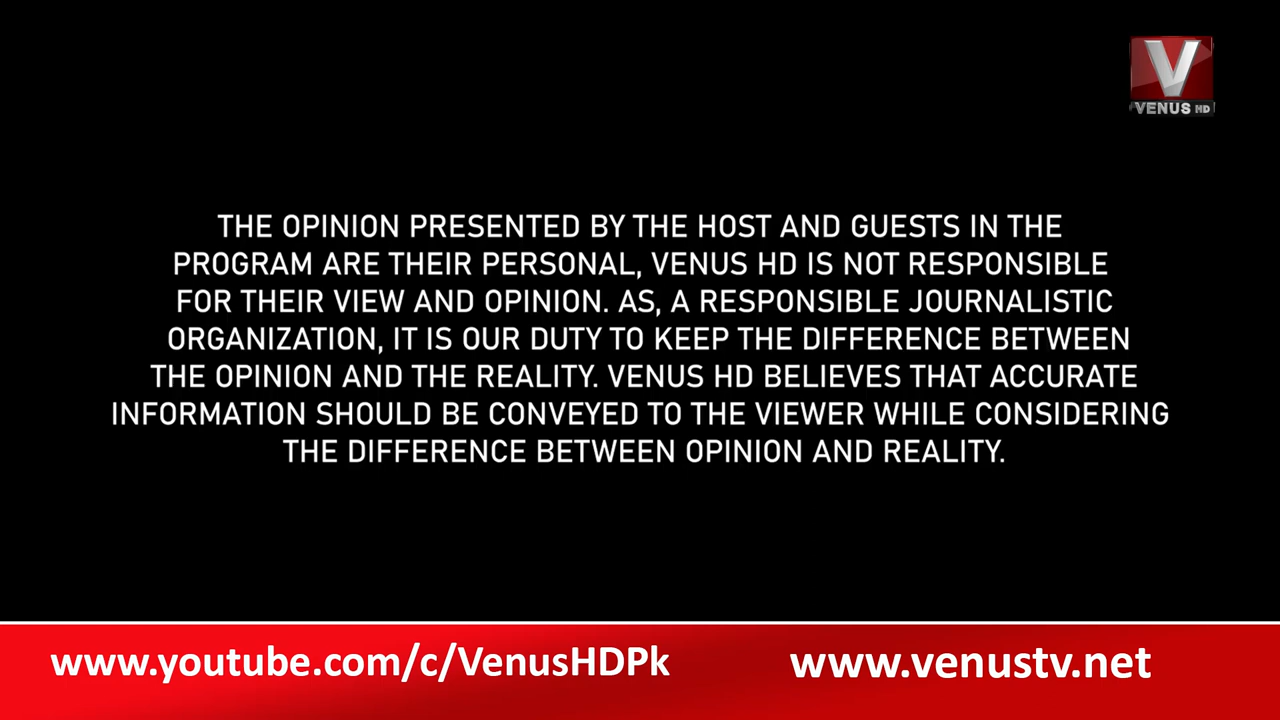 V
VENUS HD
THE OPINION PRESENTED BY THE HOST AND GUESTS IN THE
PROGRAM ARE THEIR PERSONAL, VENUS HD IS NOT RESPONSIBLE
FOR THEIR VIEW AND OPINION. AS, A RESPONSIBLE JOURNALISTIC
ORGANIZATION, IT IS OUR DUTY TO KEEP THE DIFFERENCE BETWEEN
THE OPINION AND THE REALITY. VENUS HD BELIEVES THAT ACCURATE
INFORMATION SHOULD BE CONVEYED TO THE VIEWER WHILE CONSIDERING
THE DIFFERENCE BETWEEN OPINION AND REALITY.
www.youtube.com/c/VenusHDPk
www.venustv.net